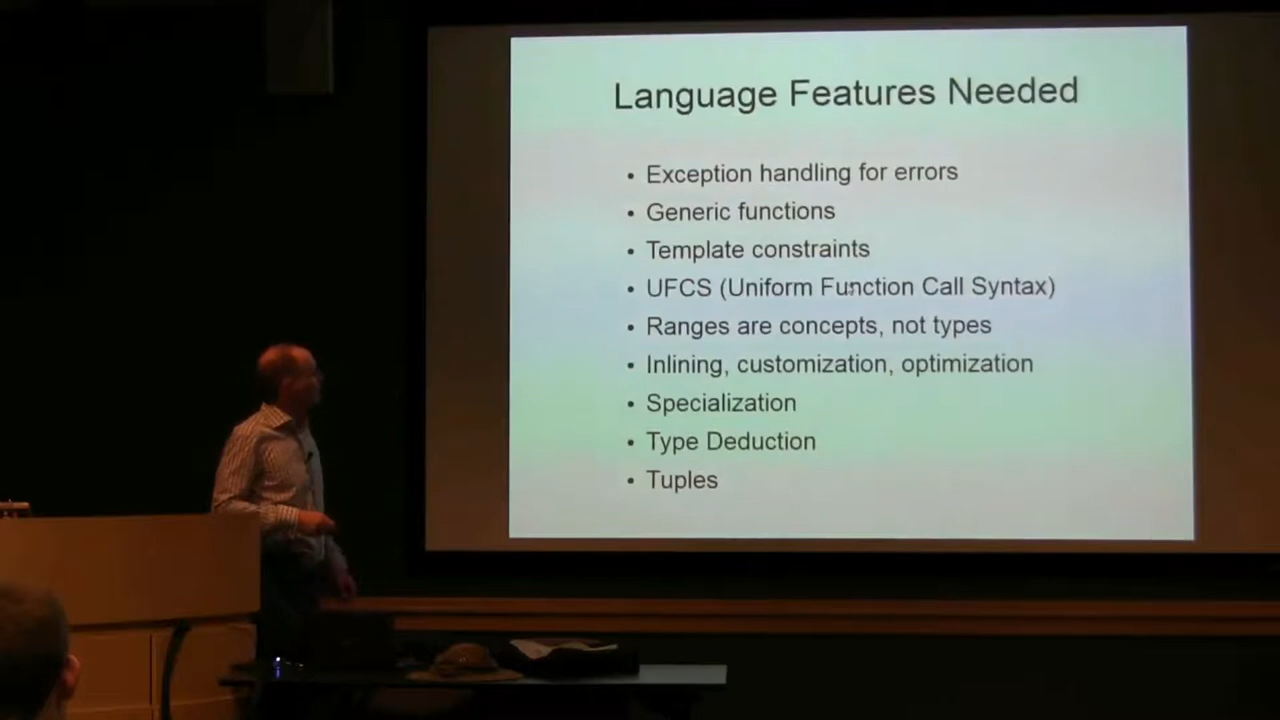 Language Features Needed
• Exception handling for errors
• Generic functions
• Template constraints
• UFCS (Uniform Function Call Syntax)
• Ranges are concepts, not types
• Inlining, customization, optimization
• Specialization
• Type Deduction
• Tuples